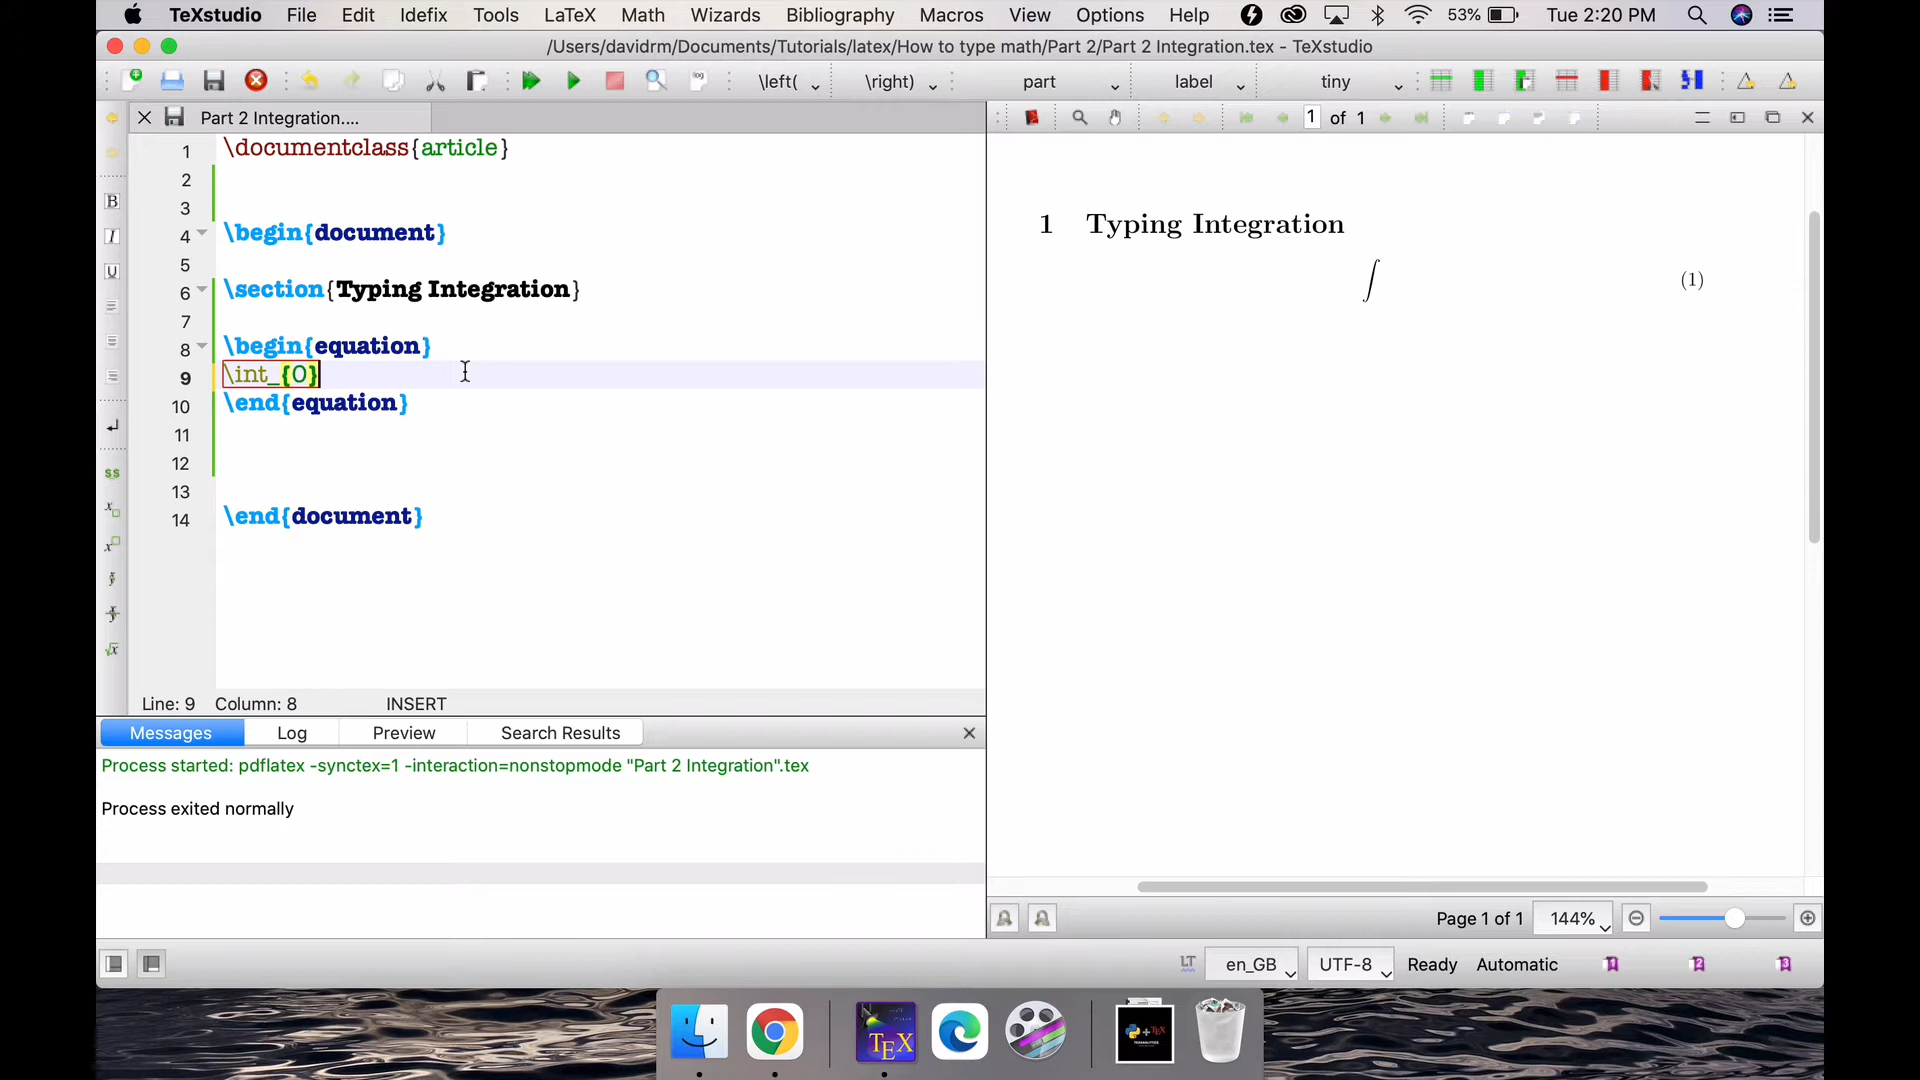 TeXstudio File Edit Idefix Tools LaTeX Math Wizards Bibliography Macros View Options Help 53% Tue 2:20 PM
/Users/davidrm/Documents/Tutorials/latex/How to type math/Part 2/Part 2 Integration.tex - TeXstudio
\left( \right) part label tiny
Part 2 Integration.... 1 of 1
1 \documentclass{article}
2
3
4 \begin{document}
5
6 \section{Typing Integration}
7
8 \begin{equation}
9 \int_{0}
10 \end{equation}
11
12
13
14 \end{document}
1 Typing Integration
∫ (1)
Line: 9 Column: 8 INSERT
Messages Log Preview Search Results
Process started: pdflatex -synctex=1 -interaction=nonstopmode "Part 2 Integration".tex
Process exited normally
Page 1 of 1 144%
LT en_GB UTF-8 Ready Automatic 1 2 3
TEX